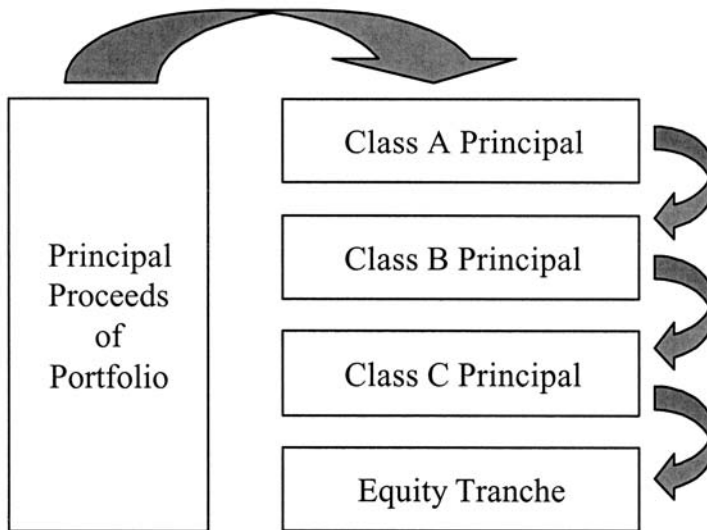 Principal
Proceeds
of
Portfolio
Class A Principal
Class B Principal
Class C Principal
Equity Tranche